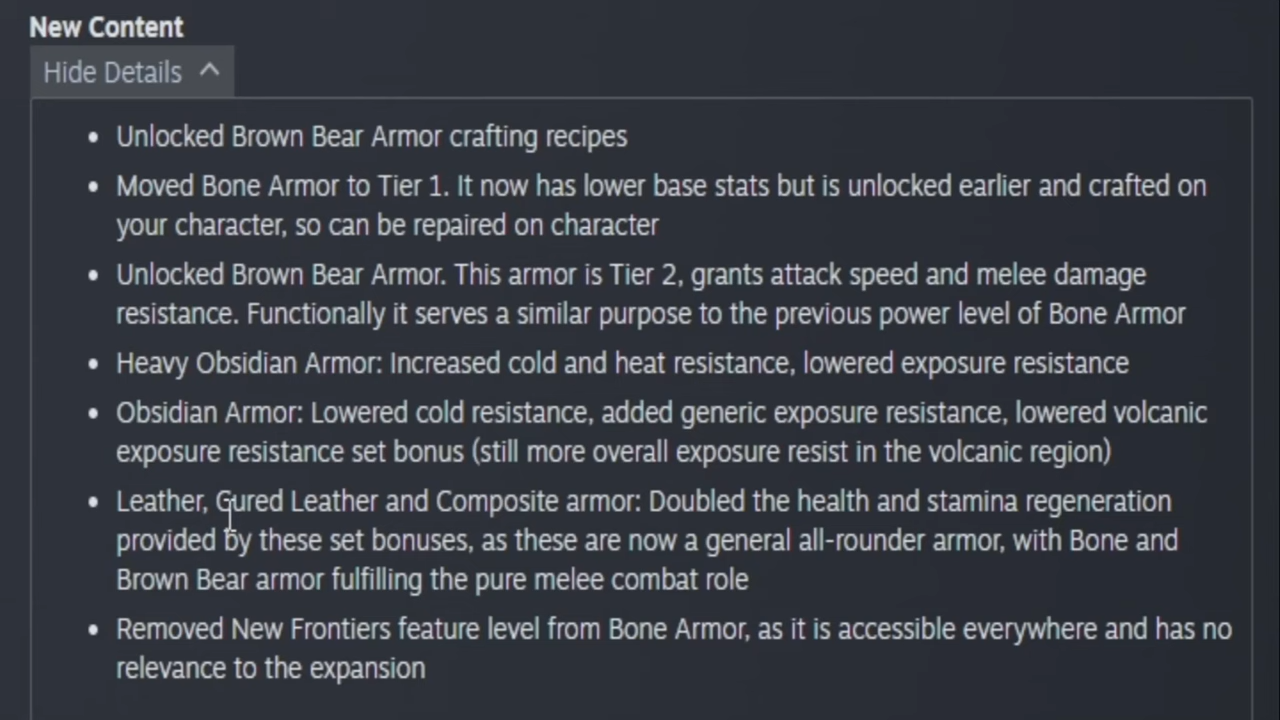 New Content
Hide Details
Unlocked Brown Bear Armor crafting recipes
Moved Bone Armor to Tier 1. It now has lower base stats but is unlocked earlier and crafted on
your character, so can be repaired on character
Unlocked Brown Bear Armor. This armor is Tier 2, grants attack speed and melee damage
resistance. Functionally it serves a similar purpose to the previous power level of Bone Armor
Heavy Obsidian Armor: Increased cold and heat resistance, lowered exposure resistance
Obsidian Armor: Lowered cold resistance, added generic exposure resistance, lowered volcanic
exposure resistance set bonus (still more overall exposure resist in the volcanic region)
Leather, Cured Leather and Composite armor: Doubled the health and stamina regeneration
provided by these set bonuses, as these are now a general all-rounder armor, with Bone and
Brown Bear armor fulfilling the pure melee combat role
Removed New Frontiers feature level from Bone Armor, as it is accessible everywhere and has no
relevance to the expansion